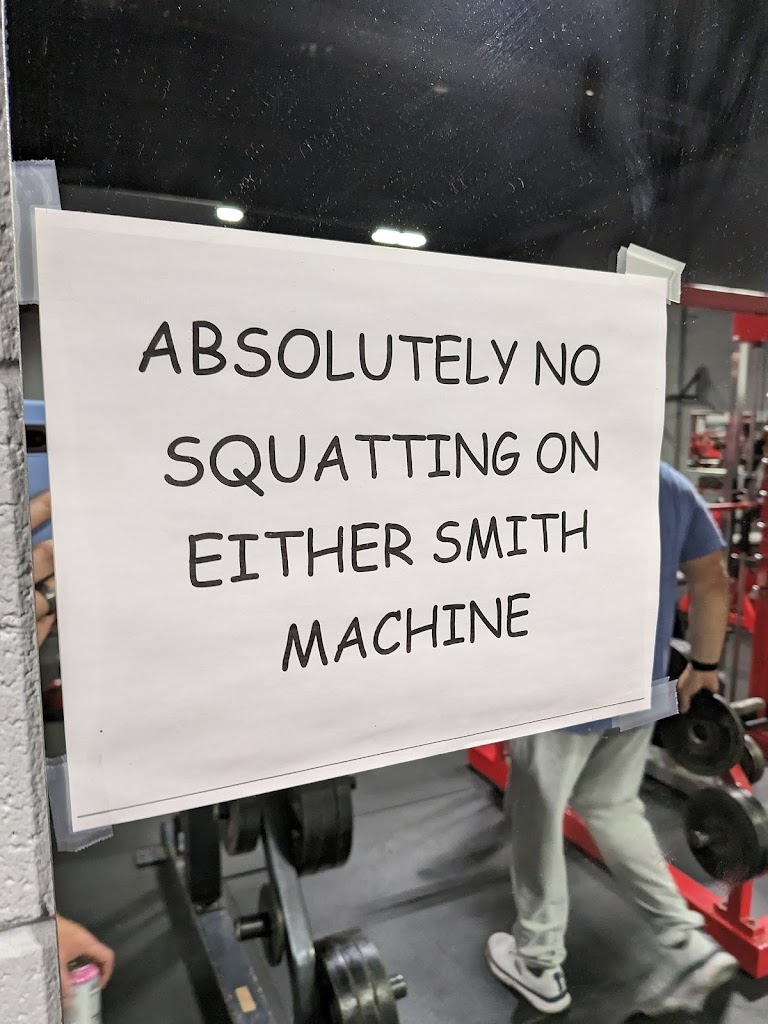 ABSOLUTELY NO
SQUATTING ON
EITHER SMITH
MACHINE